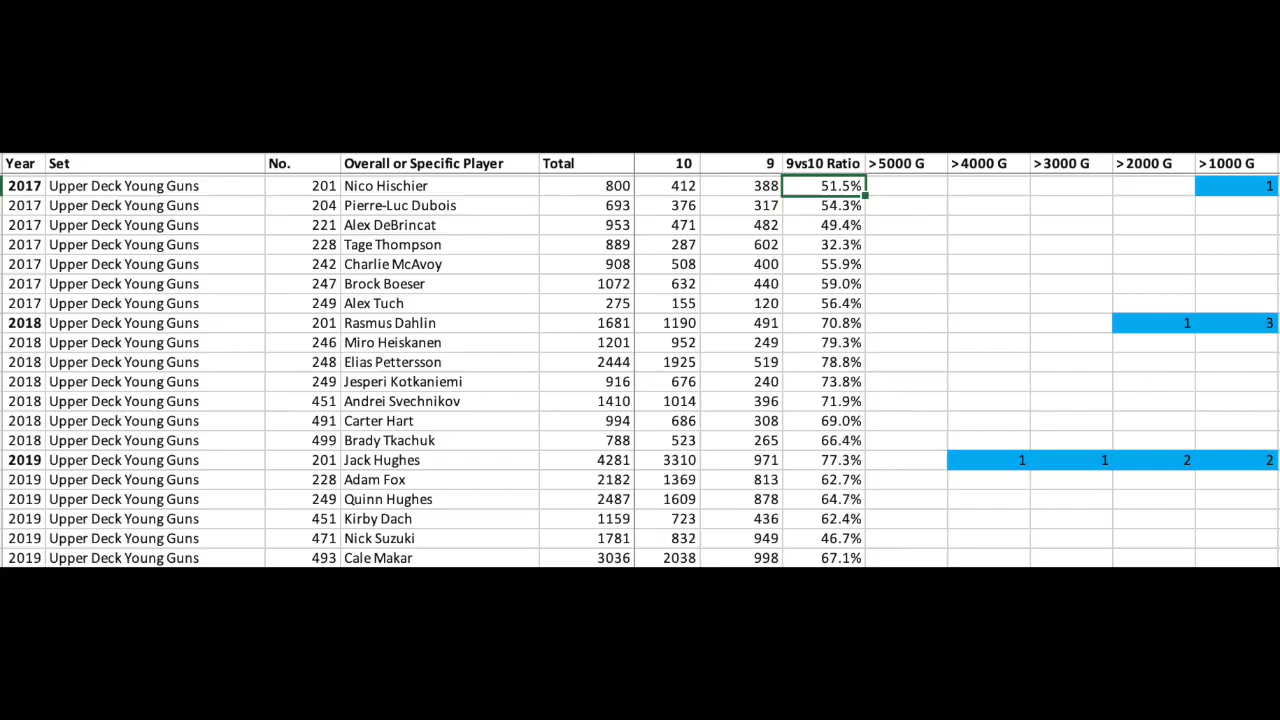 Year Set No. Overall or Specific Player Total 10 9 9vs10 Ratio >5000 G >4000 G >3000 G >2000 G >1000 G
2017 Upper Deck Young Guns 201 Nico Hischier 800 412 388 51.5% 1
2017 Upper Deck Young Guns 204 Pierre-Luc Dubois 693 376 317 54.3%
2017 Upper Deck Young Guns 221 Alex DeBrincat 953 471 482 49.4%
2017 Upper Deck Young Guns 228 Tage Thompson 889 287 602 32.3%
2017 Upper Deck Young Guns 242 Charlie McAvoy 908 508 400 55.9%
2017 Upper Deck Young Guns 247 Brock Boeser 1072 632 440 59.0%
2017 Upper Deck Young Guns 249 Alex Tuch 275 155 120 56.4%
2018 Upper Deck Young Guns 201 Rasmus Dahlin 1681 1190 491 70.8% 1 3
2018 Upper Deck Young Guns 246 Miro Heiskanen 1201 952 249 79.3%
2018 Upper Deck Young Guns 248 Elias Pettersson 2444 1925 519 78.8%
2018 Upper Deck Young Guns 249 Jesperi Kotkaniemi 916 676 240 73.8%
2018 Upper Deck Young Guns 451 Andrei Svechnikov 1410 1014 396 71.9%
2018 Upper Deck Young Guns 491 Carter Hart 994 686 308 69.0%
2018 Upper Deck Young Guns 499 Brady Tkachuk 788 523 265 66.4%
2019 Upper Deck Young Guns 201 Jack Hughes 4281 3310 971 77.3% 1 1 2 2
2019 Upper Deck Young Guns 228 Adam Fox 2182 1369 813 62.7%
2019 Upper Deck Young Guns 249 Quinn Hughes 2487 1609 878 64.7%
2019 Upper Deck Young Guns 451 Kirby Dach 1159 723 436 62.4%
2019 Upper Deck Young Guns 471 Nick Suzuki 1781 832 949 46.7%
2019 Upper Deck Young Guns 493 Cale Makar 3036 2038 998 67.1%